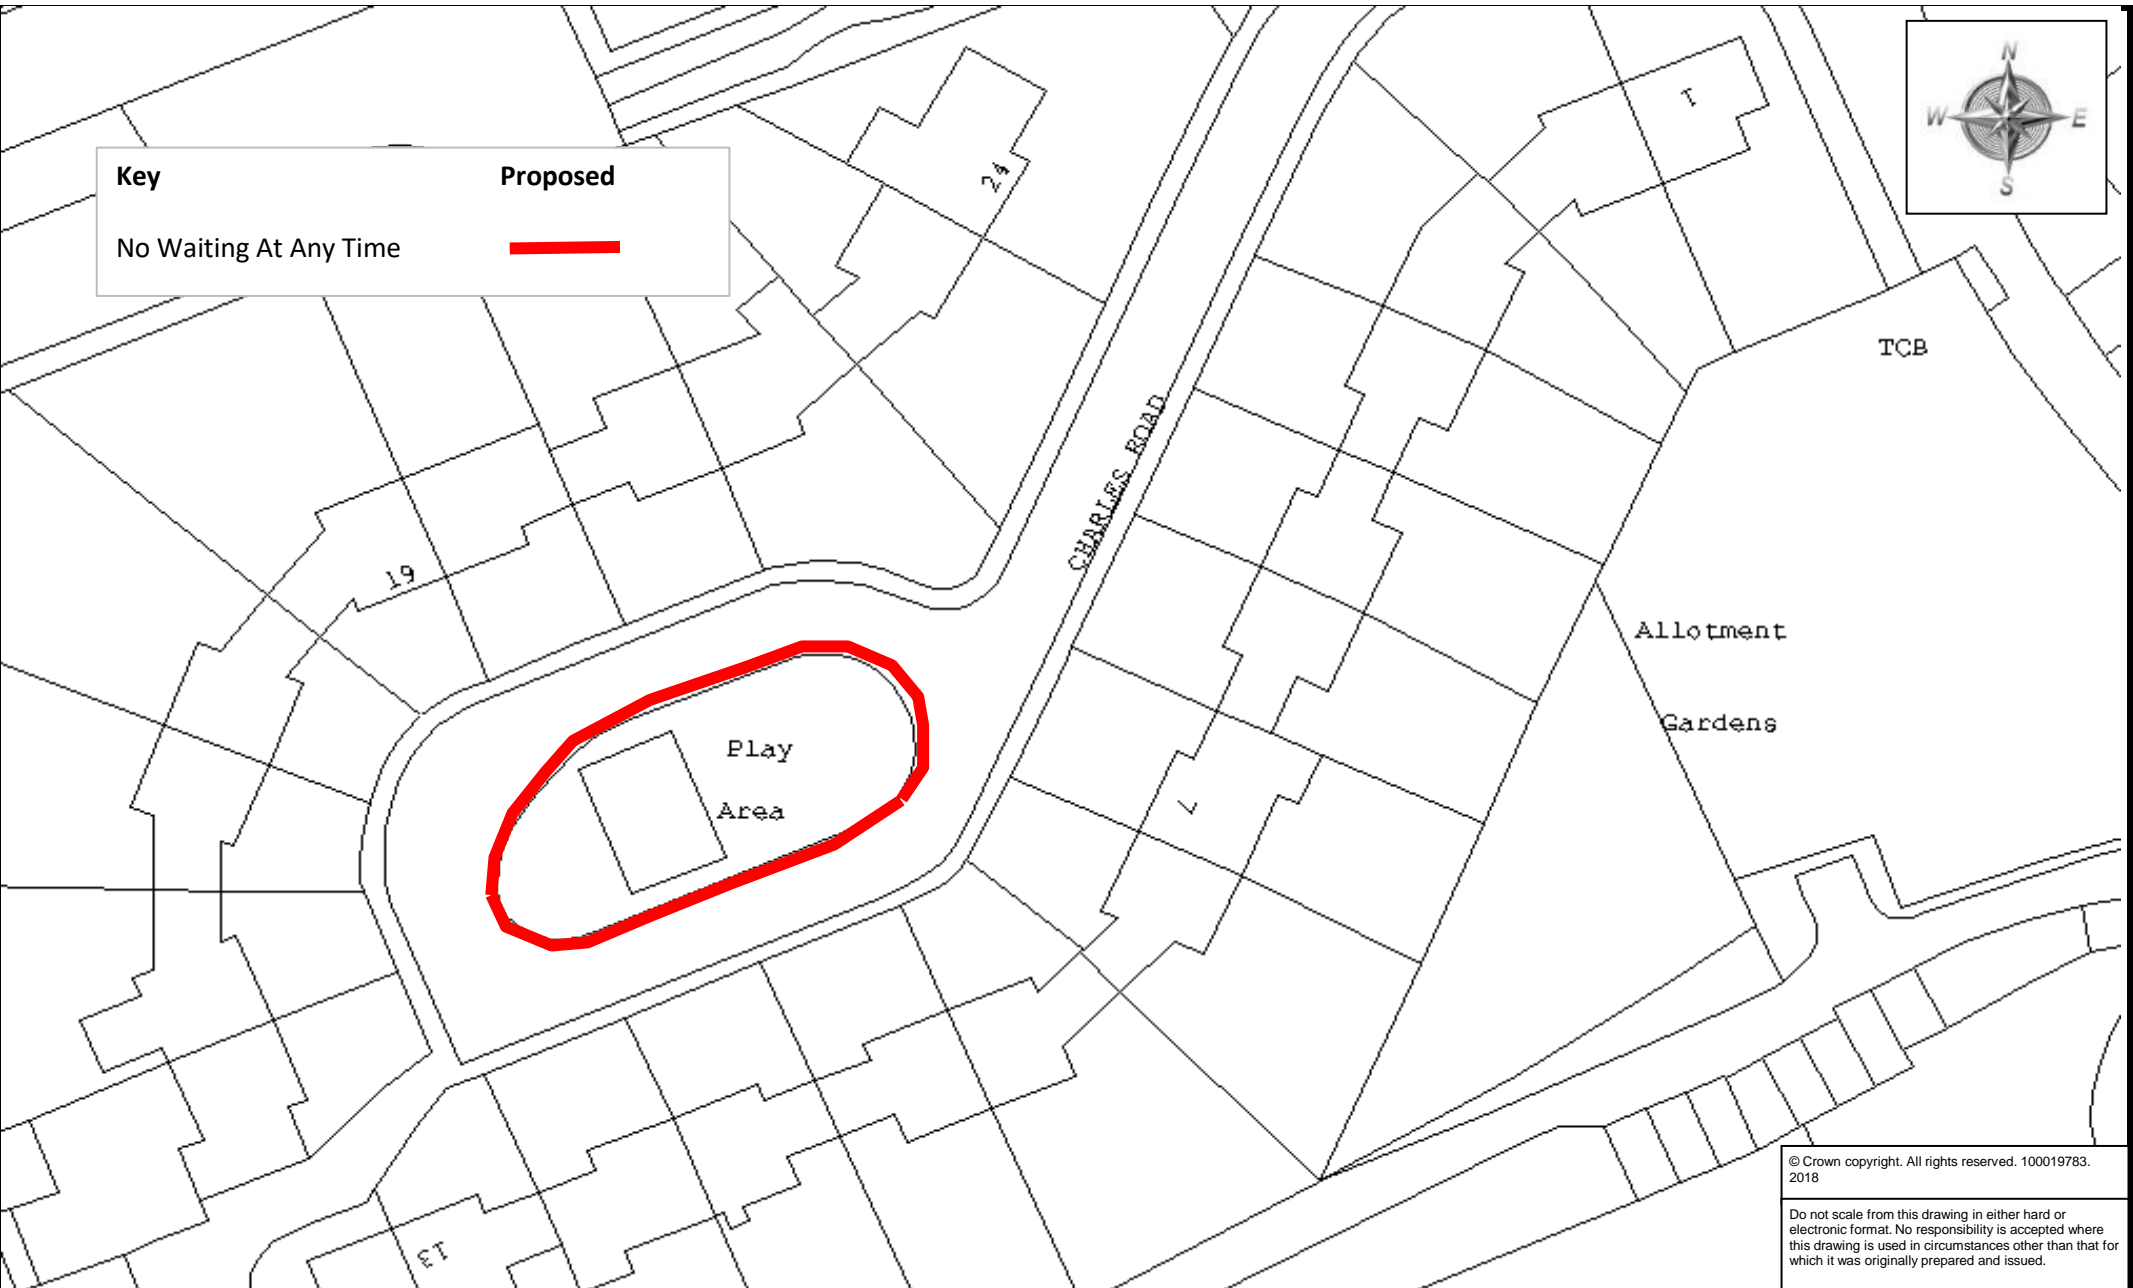 N
W E
S
Key Proposed
No Waiting At Any Time
24
1
TCB
CHARLES ROAD
19
Allotment
Gardens
Play
Area
7
13
© Crown copyright. All rights reserved. 100019783.
2018
Do not scale from this drawing in either hard or
electronic format. No responsibility is accepted where
this drawing is used in circumstances other than that for
which it was originally prepared and issued.